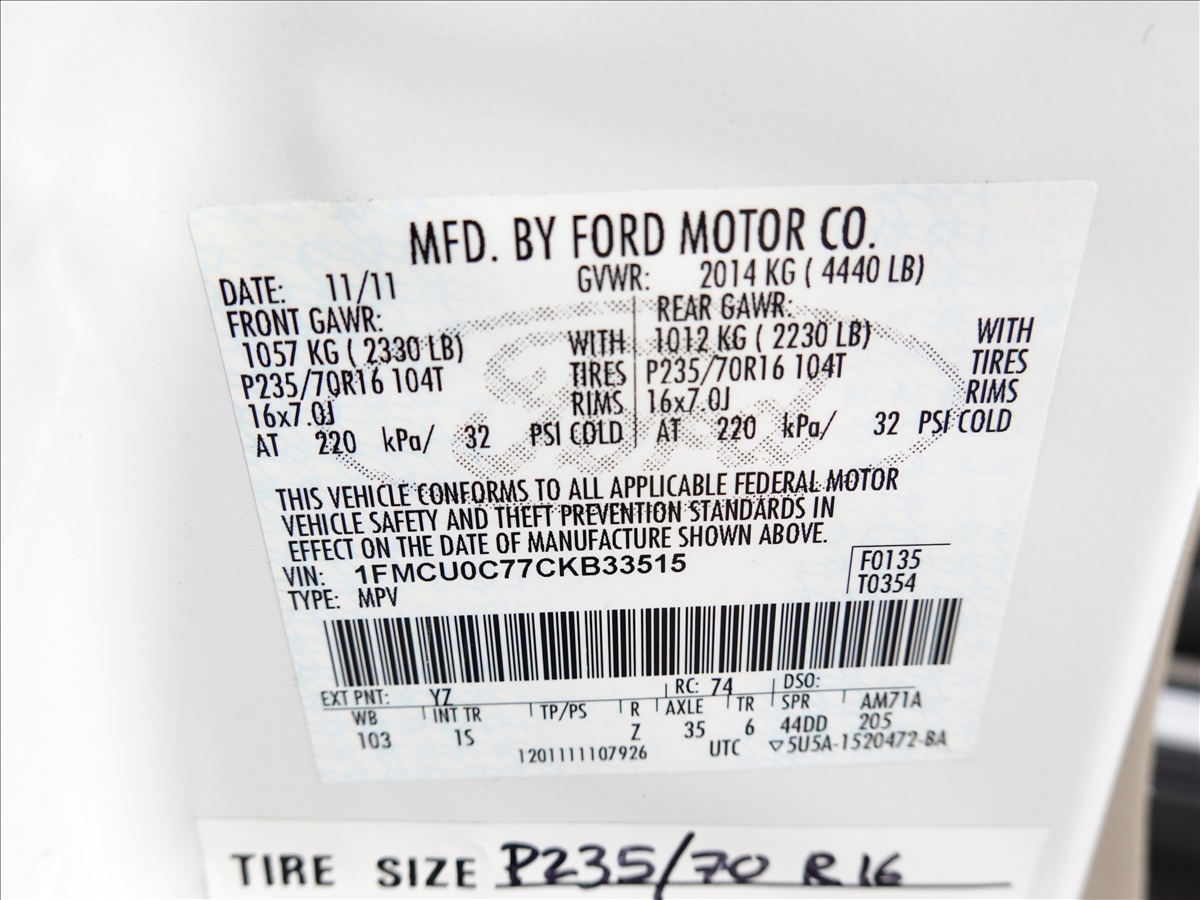 MFD. BY FORD MOTOR CO.
DATE: 11/11 GVWR: 2014 KG ( 4440 LB)
FRONT GAWR: REAR GAWR:
1057 KG ( 2330 LB) WITH 1012 KG ( 2230 LB) WITH
P235/70R16 104T TIRES P235/70R16 104T TIRES
16x7.0J RIMS 16x7.0J RIMS
AT 220 kPa/ 32 PSI COLD AT 220 kPa/ 32 PSI COLD
Ford
THIS VEHICLE CONFORMS TO ALL APPLICABLE FEDERAL MOTOR
VEHICLE SAFETY AND THEFT PREVENTION STANDARDS IN
EFFECT ON THE DATE OF MANUFACTURE SHOWN ABOVE.
VIN: 1FMCU0C77CKB33515 F0135
TYPE: MPV T0354
EXT PNT: YZ RC: 74 DSO:
WB INT TR TP/PS R AXLE TR SPR AM71A
103 1S Z 35 6 44DD 205
1201111107926 UTC ▽5U5A-1520472-BA
TIRE SIZE P235/70 R16